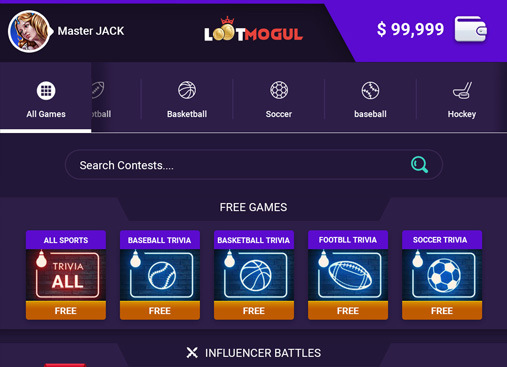 Master JACK
LOOTMOGUL
$ 99,999
All Games
otball
Basketball
Soccer
baseball
Hockey
Search Contests....
FREE GAMES
ALL SPORTS
BASEBALL TRIVIA
BASKETBALL TRIVIA
FOOTBLL TRIVIA
SOCCER TRIVIA
TRIVIA
ALL
FREE
FREE
FREE
FREE
FREE
INFLUENCER BATTLES